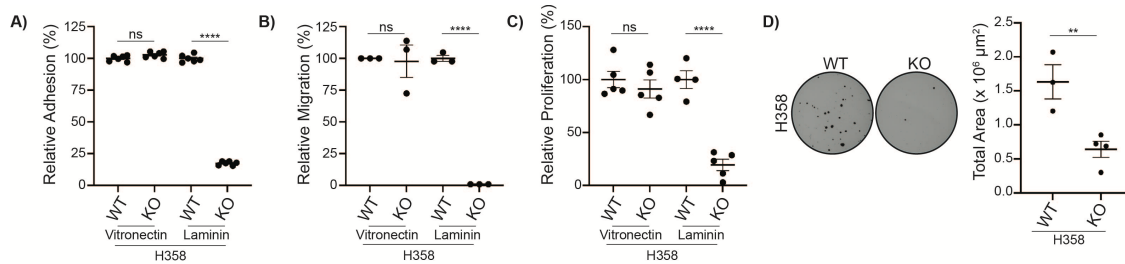 A)
Relative Adhesion (%)
125
100
75
50
25
0
ns
****
WT
KO
WT
KO
Vitronectin
Laminin
H358
B)
Relative Migration (%)
125
100
75
50
25
0
ns
****
WT
KO
WT
KO
Vitronectin
Laminin
H358
C)
Relative Proliferation (%)
150
100
50
0
ns
****
WT
KO
WT
KO
Vitronectin
Laminin
H358
D)
WT
KO
H358
Total Area (x 10⁶ µm²)
2.5
2.0
1.5
1.0
0.5
0.0
**
WT
KO
H358